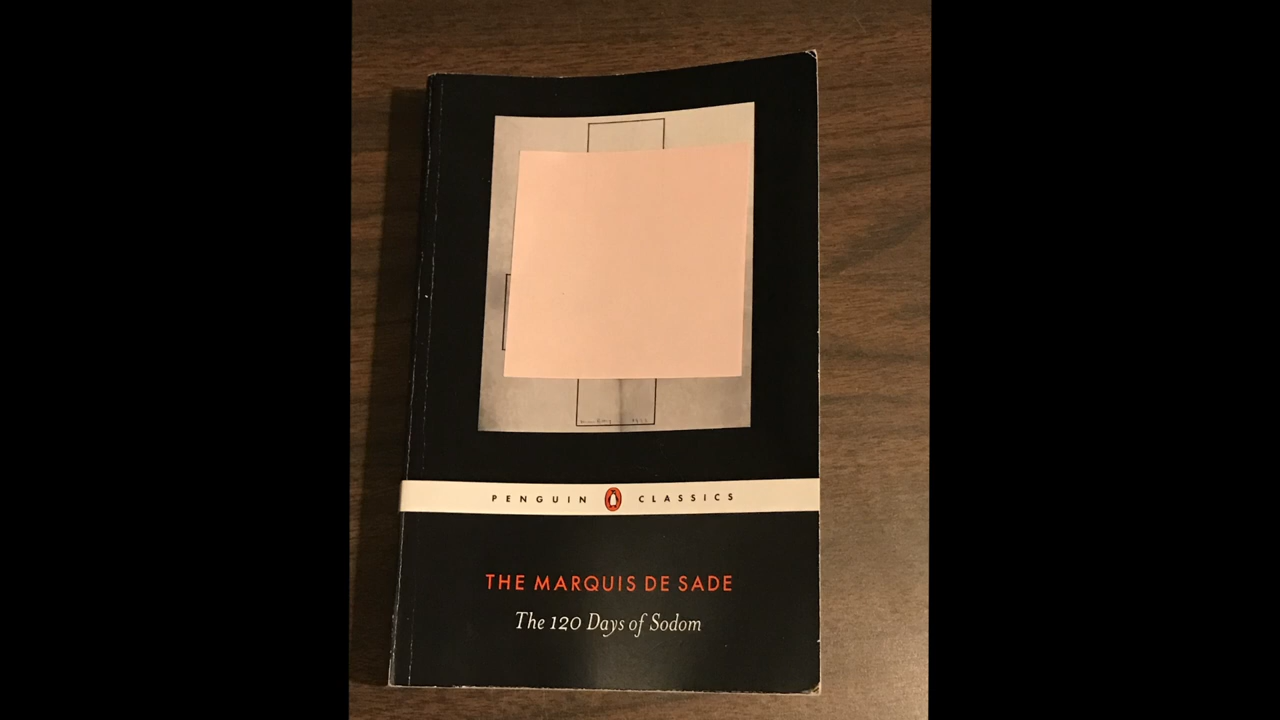 PENGUIN CLASSICS
THE MARQUIS DE SADE
The 120 Days of Sodom